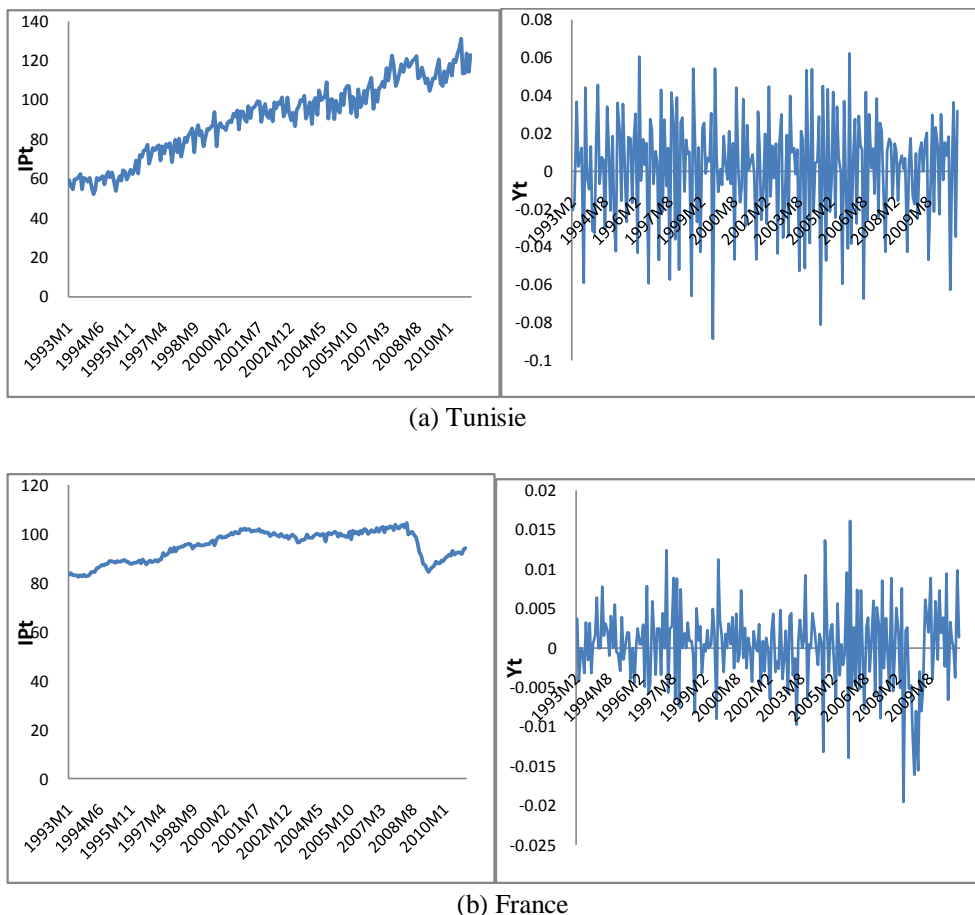 140
120
100
80
60
40
20
0
IPt
1993M1
1994M6
1995M11
1997M4
1998M9
2000M2
2001M7
2002M12
2004M5
2005M10
2007M3
2008M8
2010M1
0.08
0.06
0.04
0.02
0
-0.02
-0.04
-0.06
-0.08
-0.1
Yt
1993M2
1994M8
1996M2
1997M8
1999M2
2000M8
2002M2
2003M8
2005M2
2006M8
2008M2
2009M8
(a) Tunisie
120
100
80
60
40
20
0
IPt
1993M1
1994M6
1995M11
1997M4
1998M9
2000M2
2001M7
2002M12
2004M5
2005M10
2007M3
2008M8
2010M1
0.02
0.015
0.01
0.005
0
-0.005
-0.01
-0.015
-0.02
-0.025
Yt
1993M2
1994M8
1996M2
1997M8
1999M2
2000M8
2002M2
2003M8
2005M2
2006M8
2008M2
2009M8
(b) France